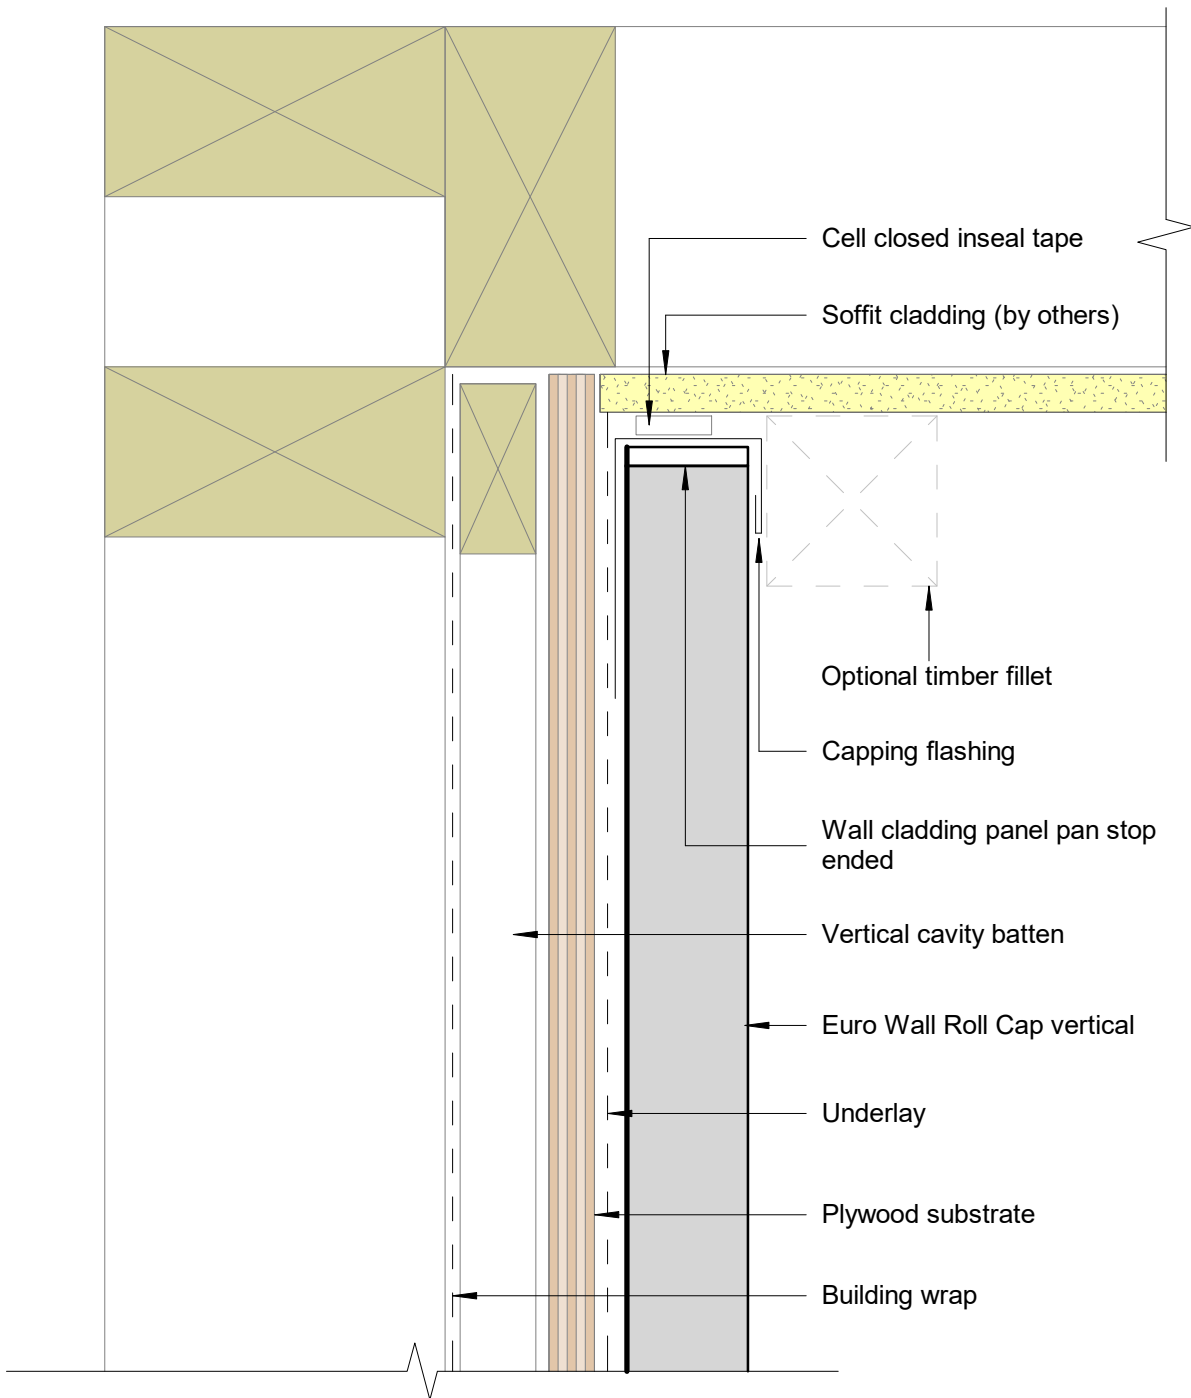 Cell closed inseal tape
Soffit cladding (by others)
Optional timber fillet
Capping flashing
Wall cladding panel pan stop
ended
Vertical cavity batten
Euro Wall Roll Cap vertical
Underlay
Plywood substrate
Building wrap